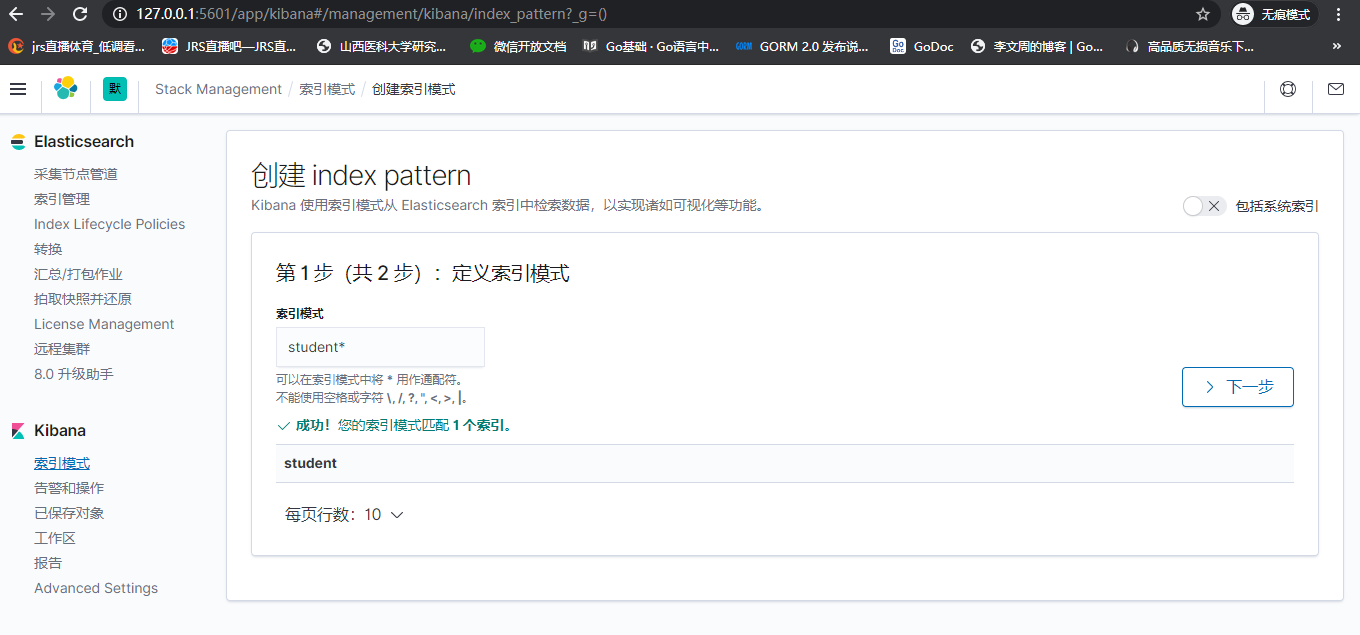 127.0.0.1:5601/app/kibana#/management/kibana/index_pattern?_g=()
无痕模式
jrs直播体育_低调看...
JRS直播吧—JRS直...
山西医科大学研究...
微信开放文档
Go基础 · Go语言中...
GORM 2.0 发布说...
GoDoc
李文周的博客 | Go...
高品质无损音乐下...
»
默
Stack Management / 索引模式 / 创建索引模式
Elasticsearch
采集节点管道
索引管理
Index Lifecycle Policies
转换
汇总/打包作业
拍取快照并还原
License Management
远程集群
8.0 升级助手
Kibana
索引模式
告警和操作
已保存对象
工作区
报告
Advanced Settings
创建 index pattern
Kibana 使用索引模式从 Elasticsearch 索引中检索数据，以实现诸如可视化等功能。
包括系统索引
第 1 步（共 2 步）：定义索引模式
索引模式
student*
可以在索引模式中将 * 用作通配符。
不能使用空格或字符 \, /, ?, ", <, >, |。
下一步
成功！您的索引模式匹配 1 个索引。
student
每页行数：10